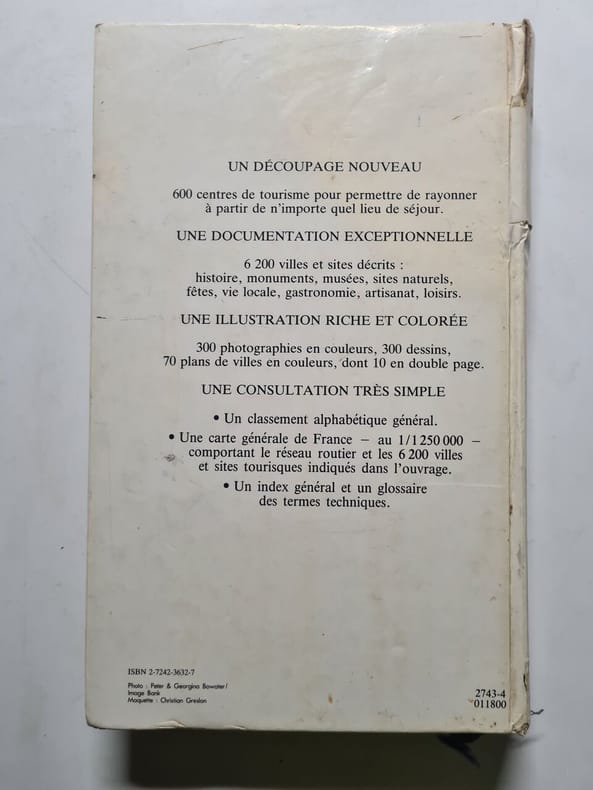 UN DÉCOUPAGE NOUVEAU
600 centres de tourisme pour permettre de rayonner
à partir de n'importe quel lieu de séjour.
UNE DOCUMENTATION EXCEPTIONNELLE
6 200 villes et sites décrits :
histoire, monuments, musées, sites naturels,
fêtes, vie locale, gastronomie, artisanat, loisirs.
UNE ILLUSTRATION RICHE ET COLORÉE
300 photographies en couleurs, 300 dessins,
70 plans de villes en couleurs, dont 10 en double page.
UNE CONSULTATION TRÈS SIMPLE
• Un classement alphabétique général.
• Une carte générale de France – au 1/1 250 000 –
comportant le réseau routier et les 6 200 villes
et sites tourisques indiqués dans l'ouvrage.
• Un index général et un glossaire
des termes techniques.
ISBN 2-7242-3632-7
Photo : Peter & Georgina Bowater/
Image Bank
Maquette : Christian Greslon
2743-4
011800